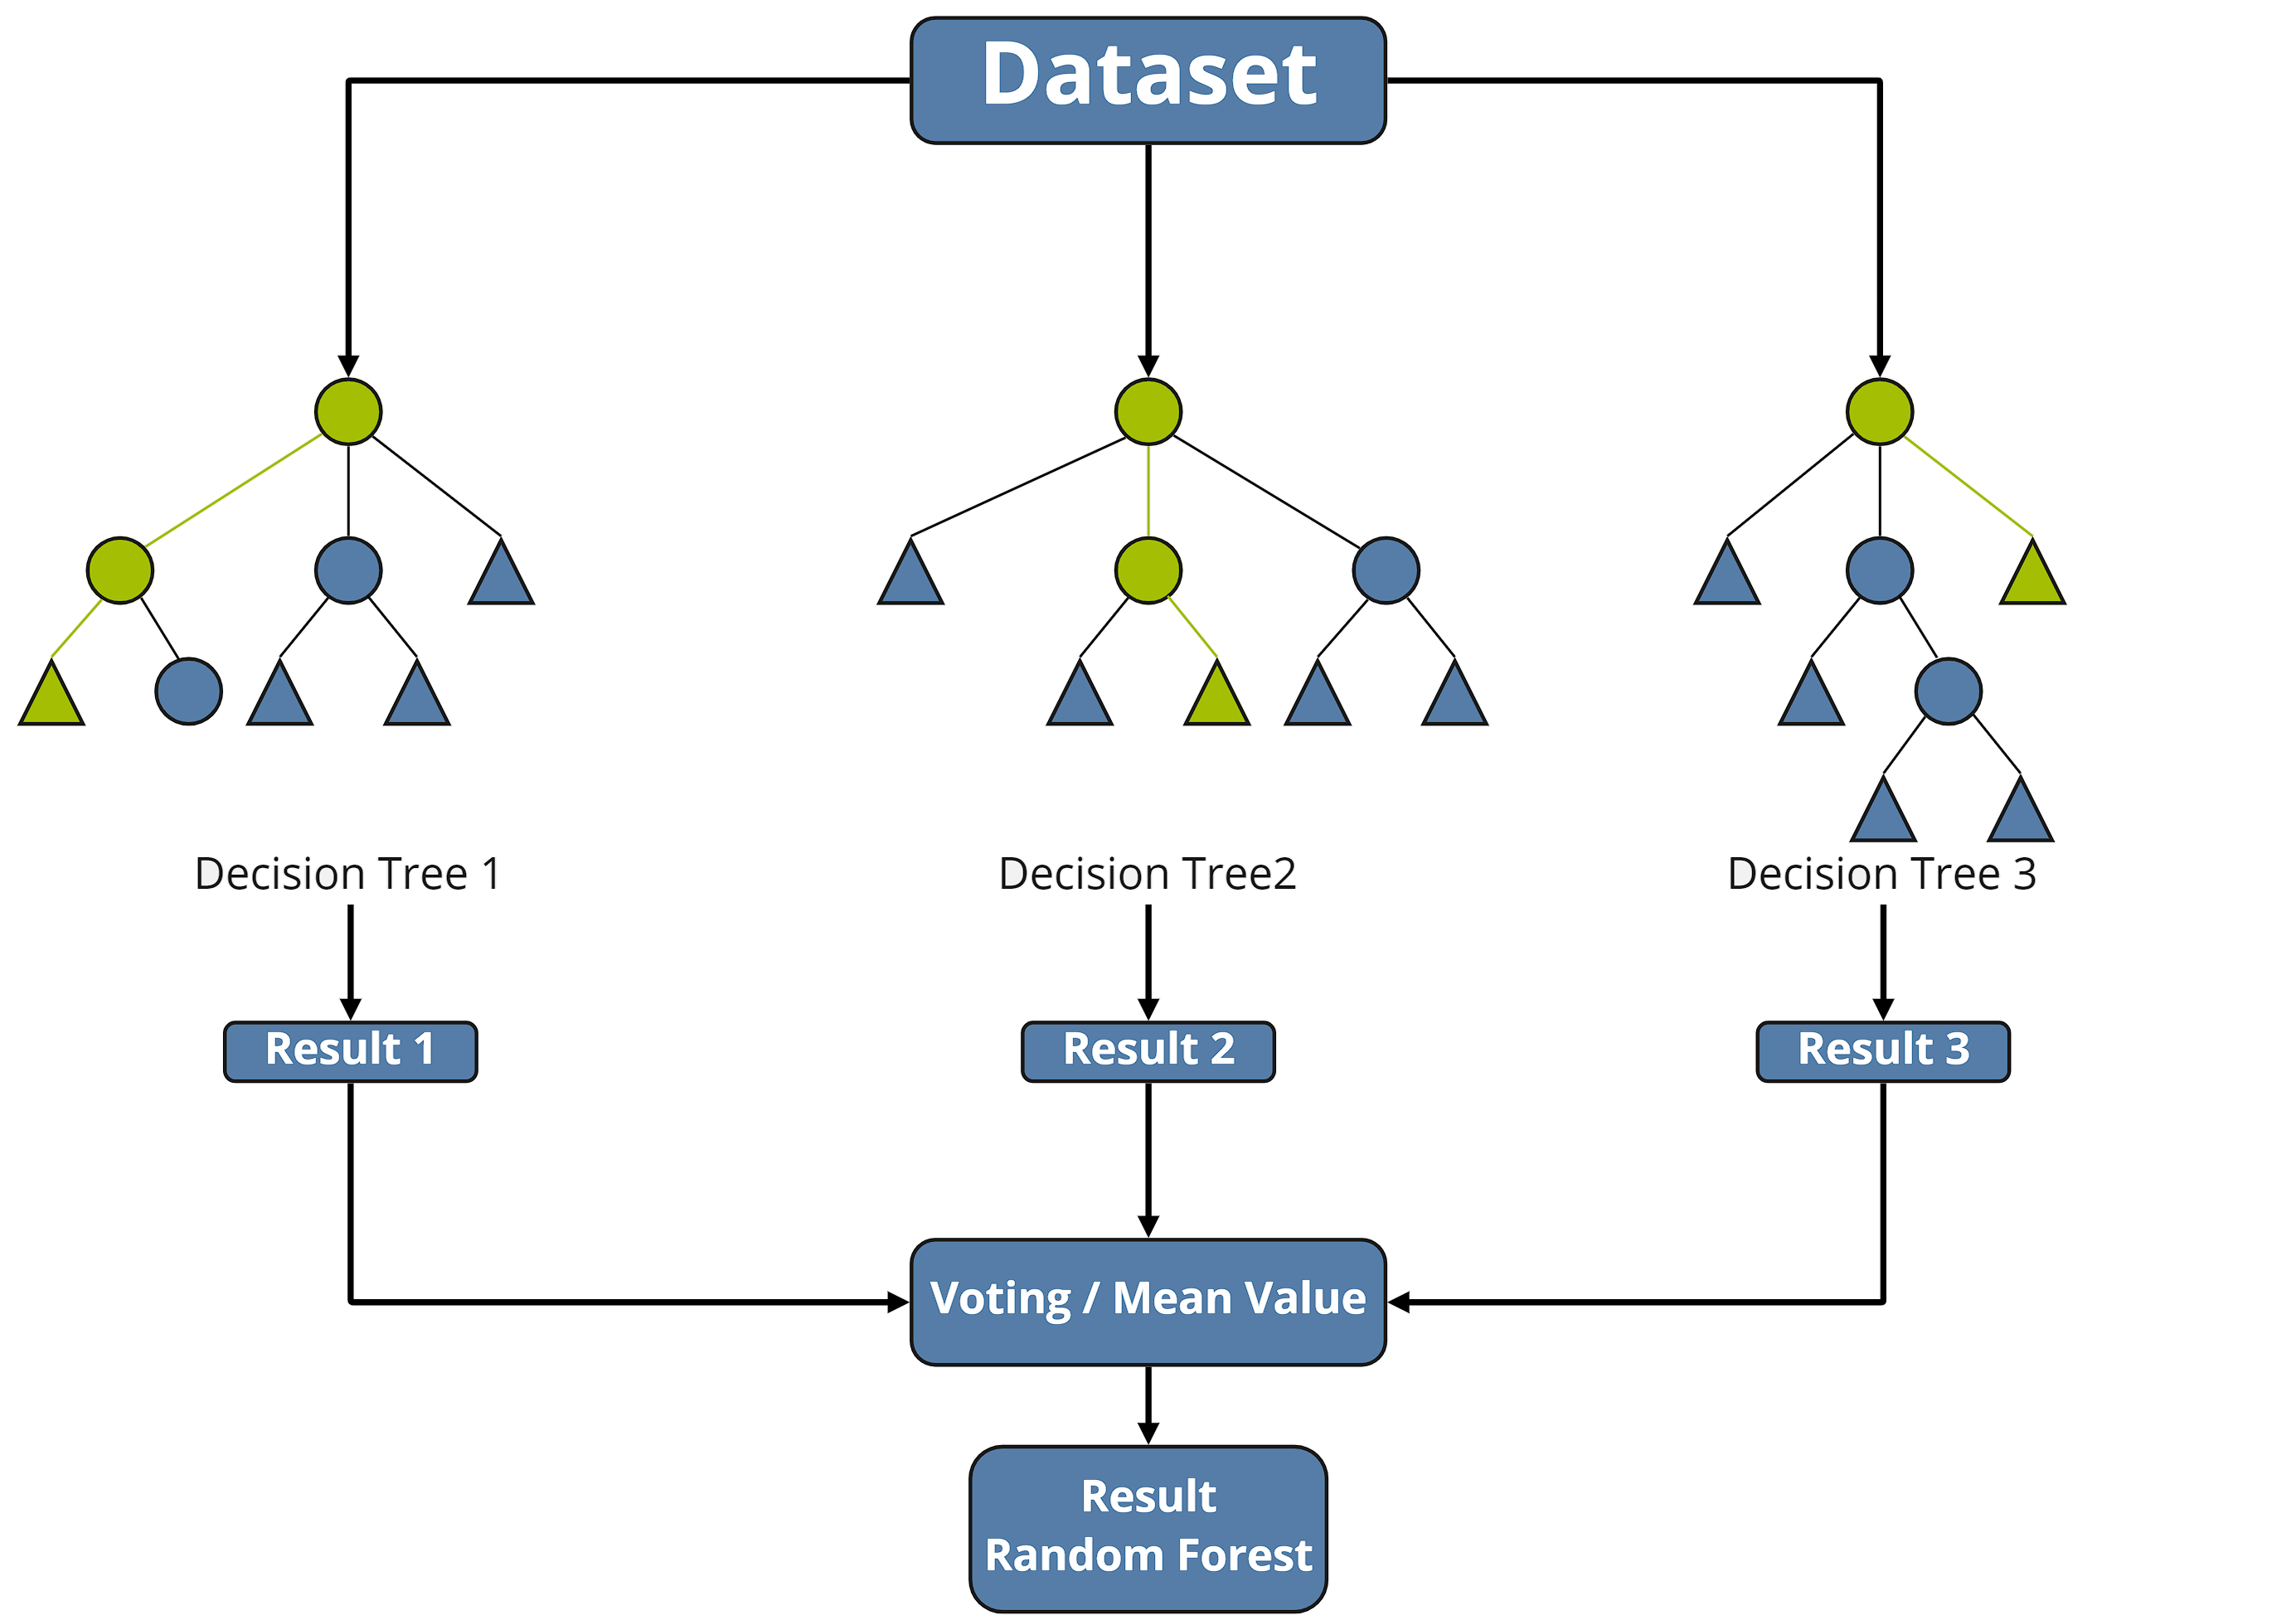 Dataset
Decision Tree 1
Decision Tree2
Decision Tree 3
Result 1
Result 2
Result 3
Voting / Mean Value
Result
Random Forest